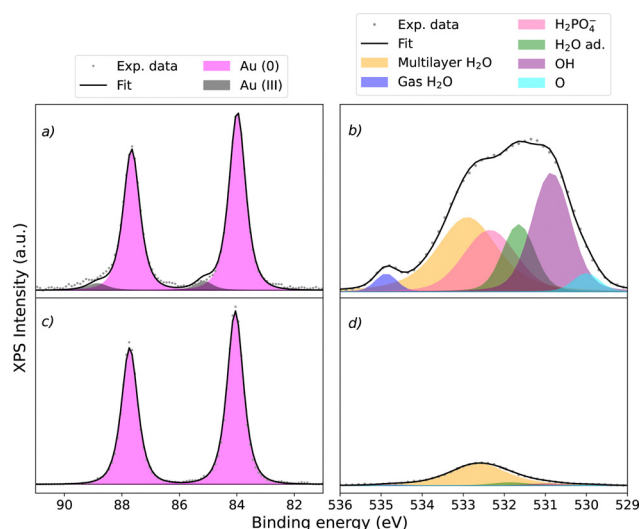 Exp. data
Fit
Au (0)
Au (III)
Exp. data
Fit
Multilayer H₂O
Gas H₂O
H₂PO₄⁻
H₂O ad.
OH
O
a)
b)
c)
d)
XPS Intensity (a.u.)
90 88 86 84 82
536 535 534 533 532 531 530 529
Binding energy (eV)